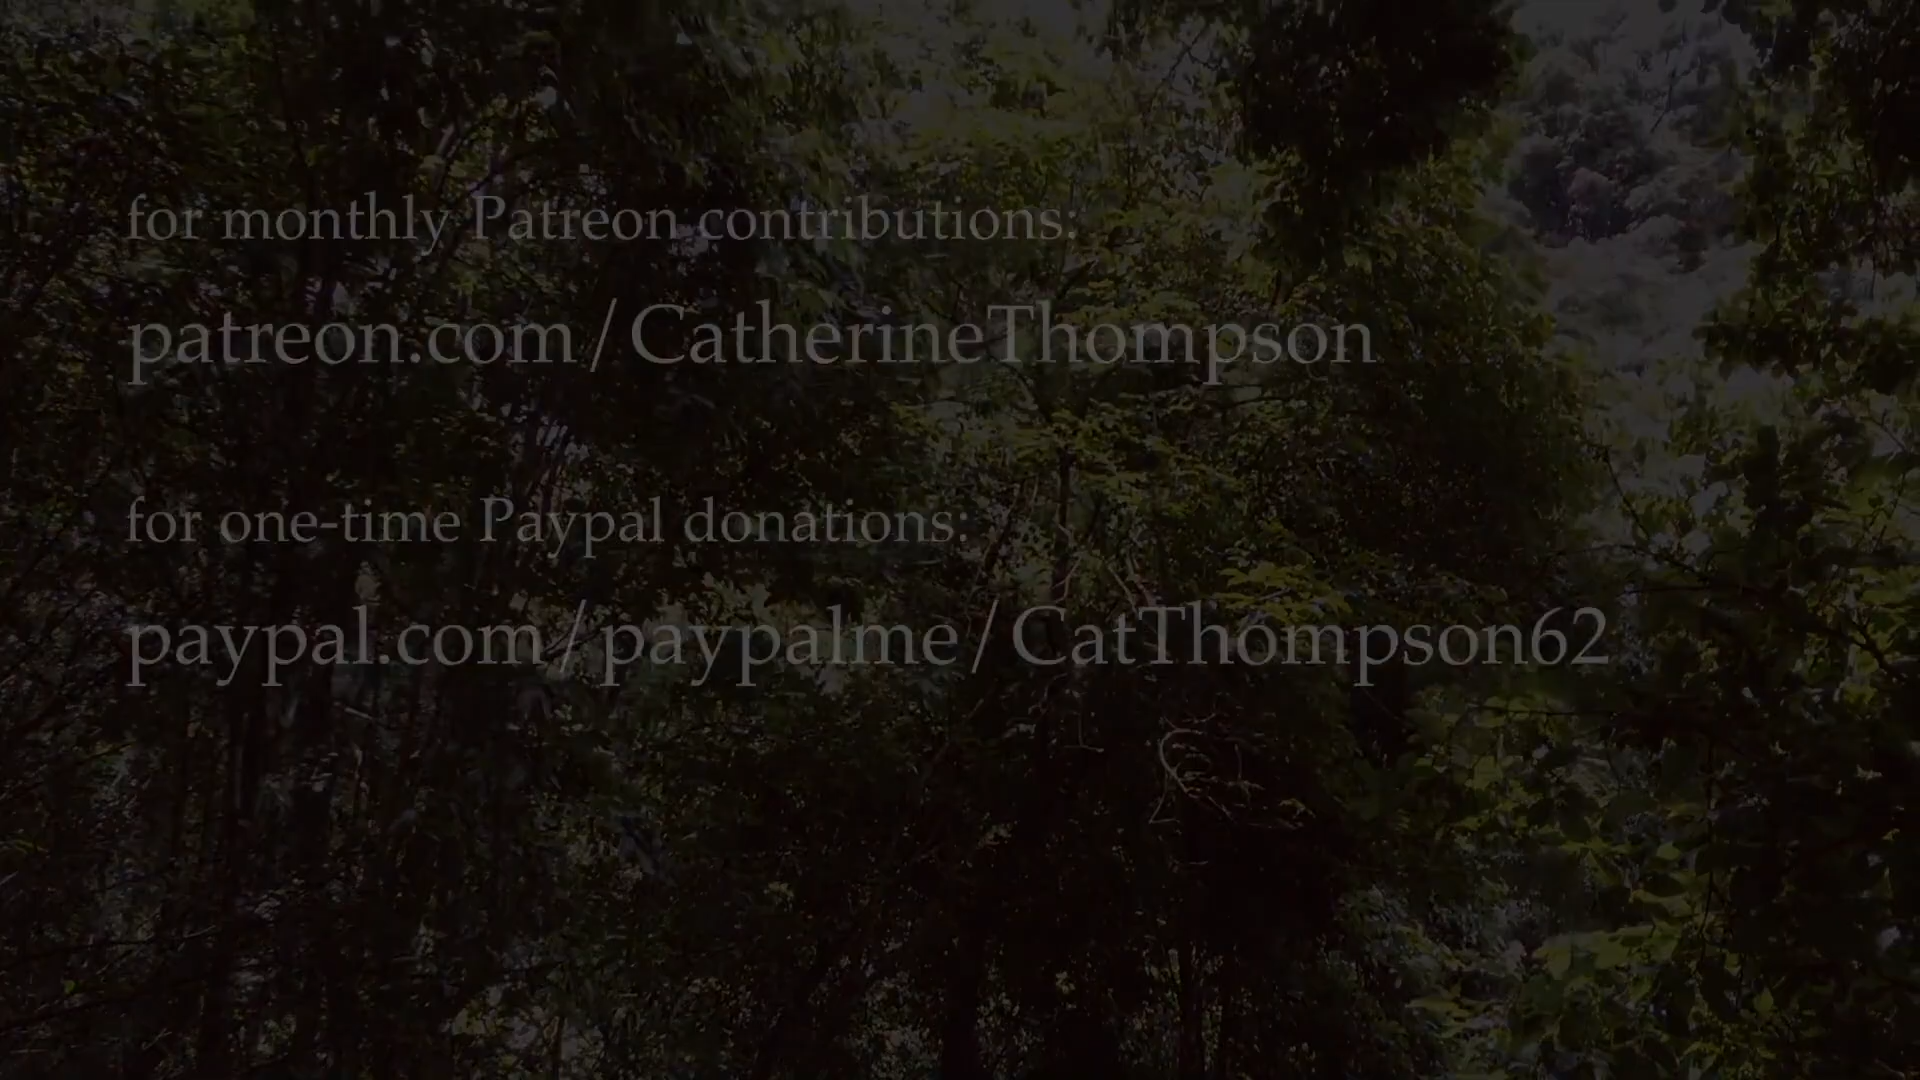 for monthly Patreon contributions:
patreon.com/CatherineThompson
for one-time Paypal donations:
paypal.com/paypalme/CatThompson62